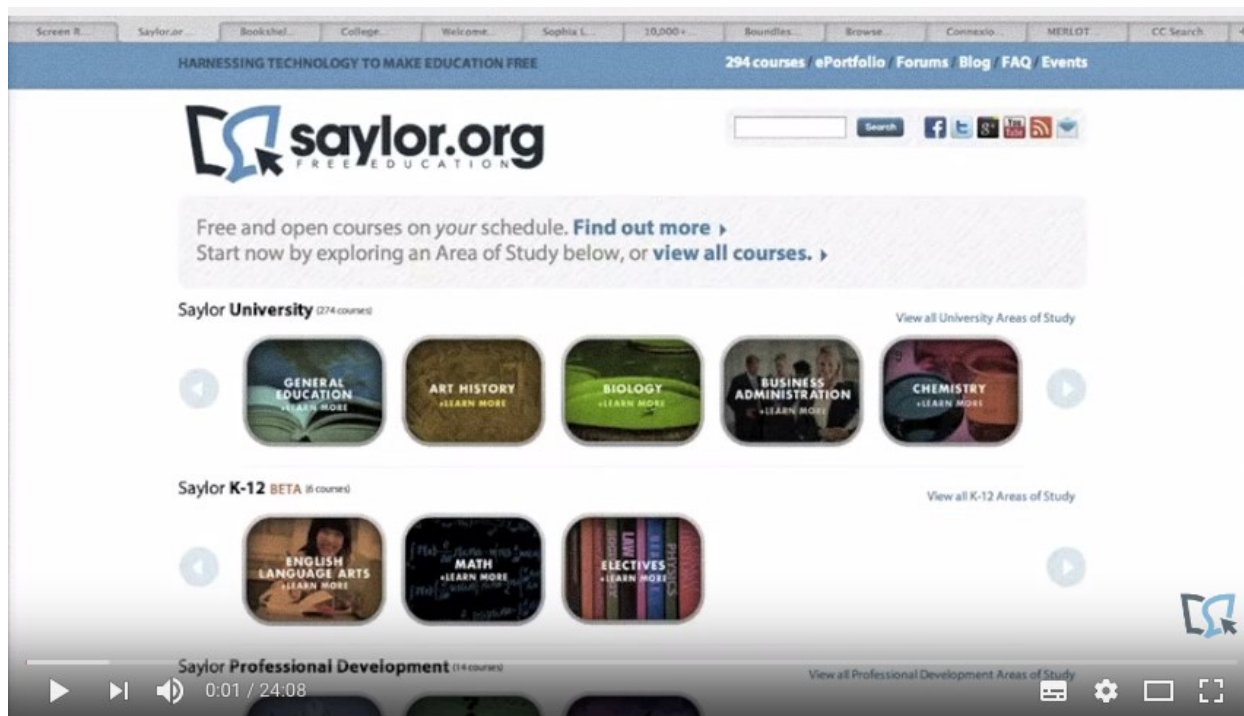 Screen R...
Saylor.or...
Bookshel...
College...
Welcome...
Sophia L...
10,000+...
Boundles...
Browse...
Connexio...
MERLOT...
CC Search
HARNESSING TECHNOLOGY TO MAKE EDUCATION FREE
294 courses / ePortfolio / Forums / Blog / FAQ / Events
saylor.org
FREE EDUCATION
Search
You Tube
Free and open courses on your schedule. Find out more
Start now by exploring an Area of Study below, or view all courses.
Saylor University (274 courses)
View all University Areas of Study
GENERAL
EDUCATION
+LEARN MORE
ART HISTORY
+LEARN MORE
BIOLOGY
+LEARN MORE
BUSINESS
ADMINISTRATION
+LEARN MORE
CHEMISTRY
+LEARN MORE
Saylor K-12 BETA (6 courses)
View all K-12 Areas of Study
ENGLISH
LANGUAGE ARTS
+LEARN MORE
MATH
+LEARN MORE
ELECTIVES
+LEARN MORE
LAW
PHYSICS
Saylor Professional Development (14 courses)
View all Professional Development Areas of Study
0:01 / 24:08